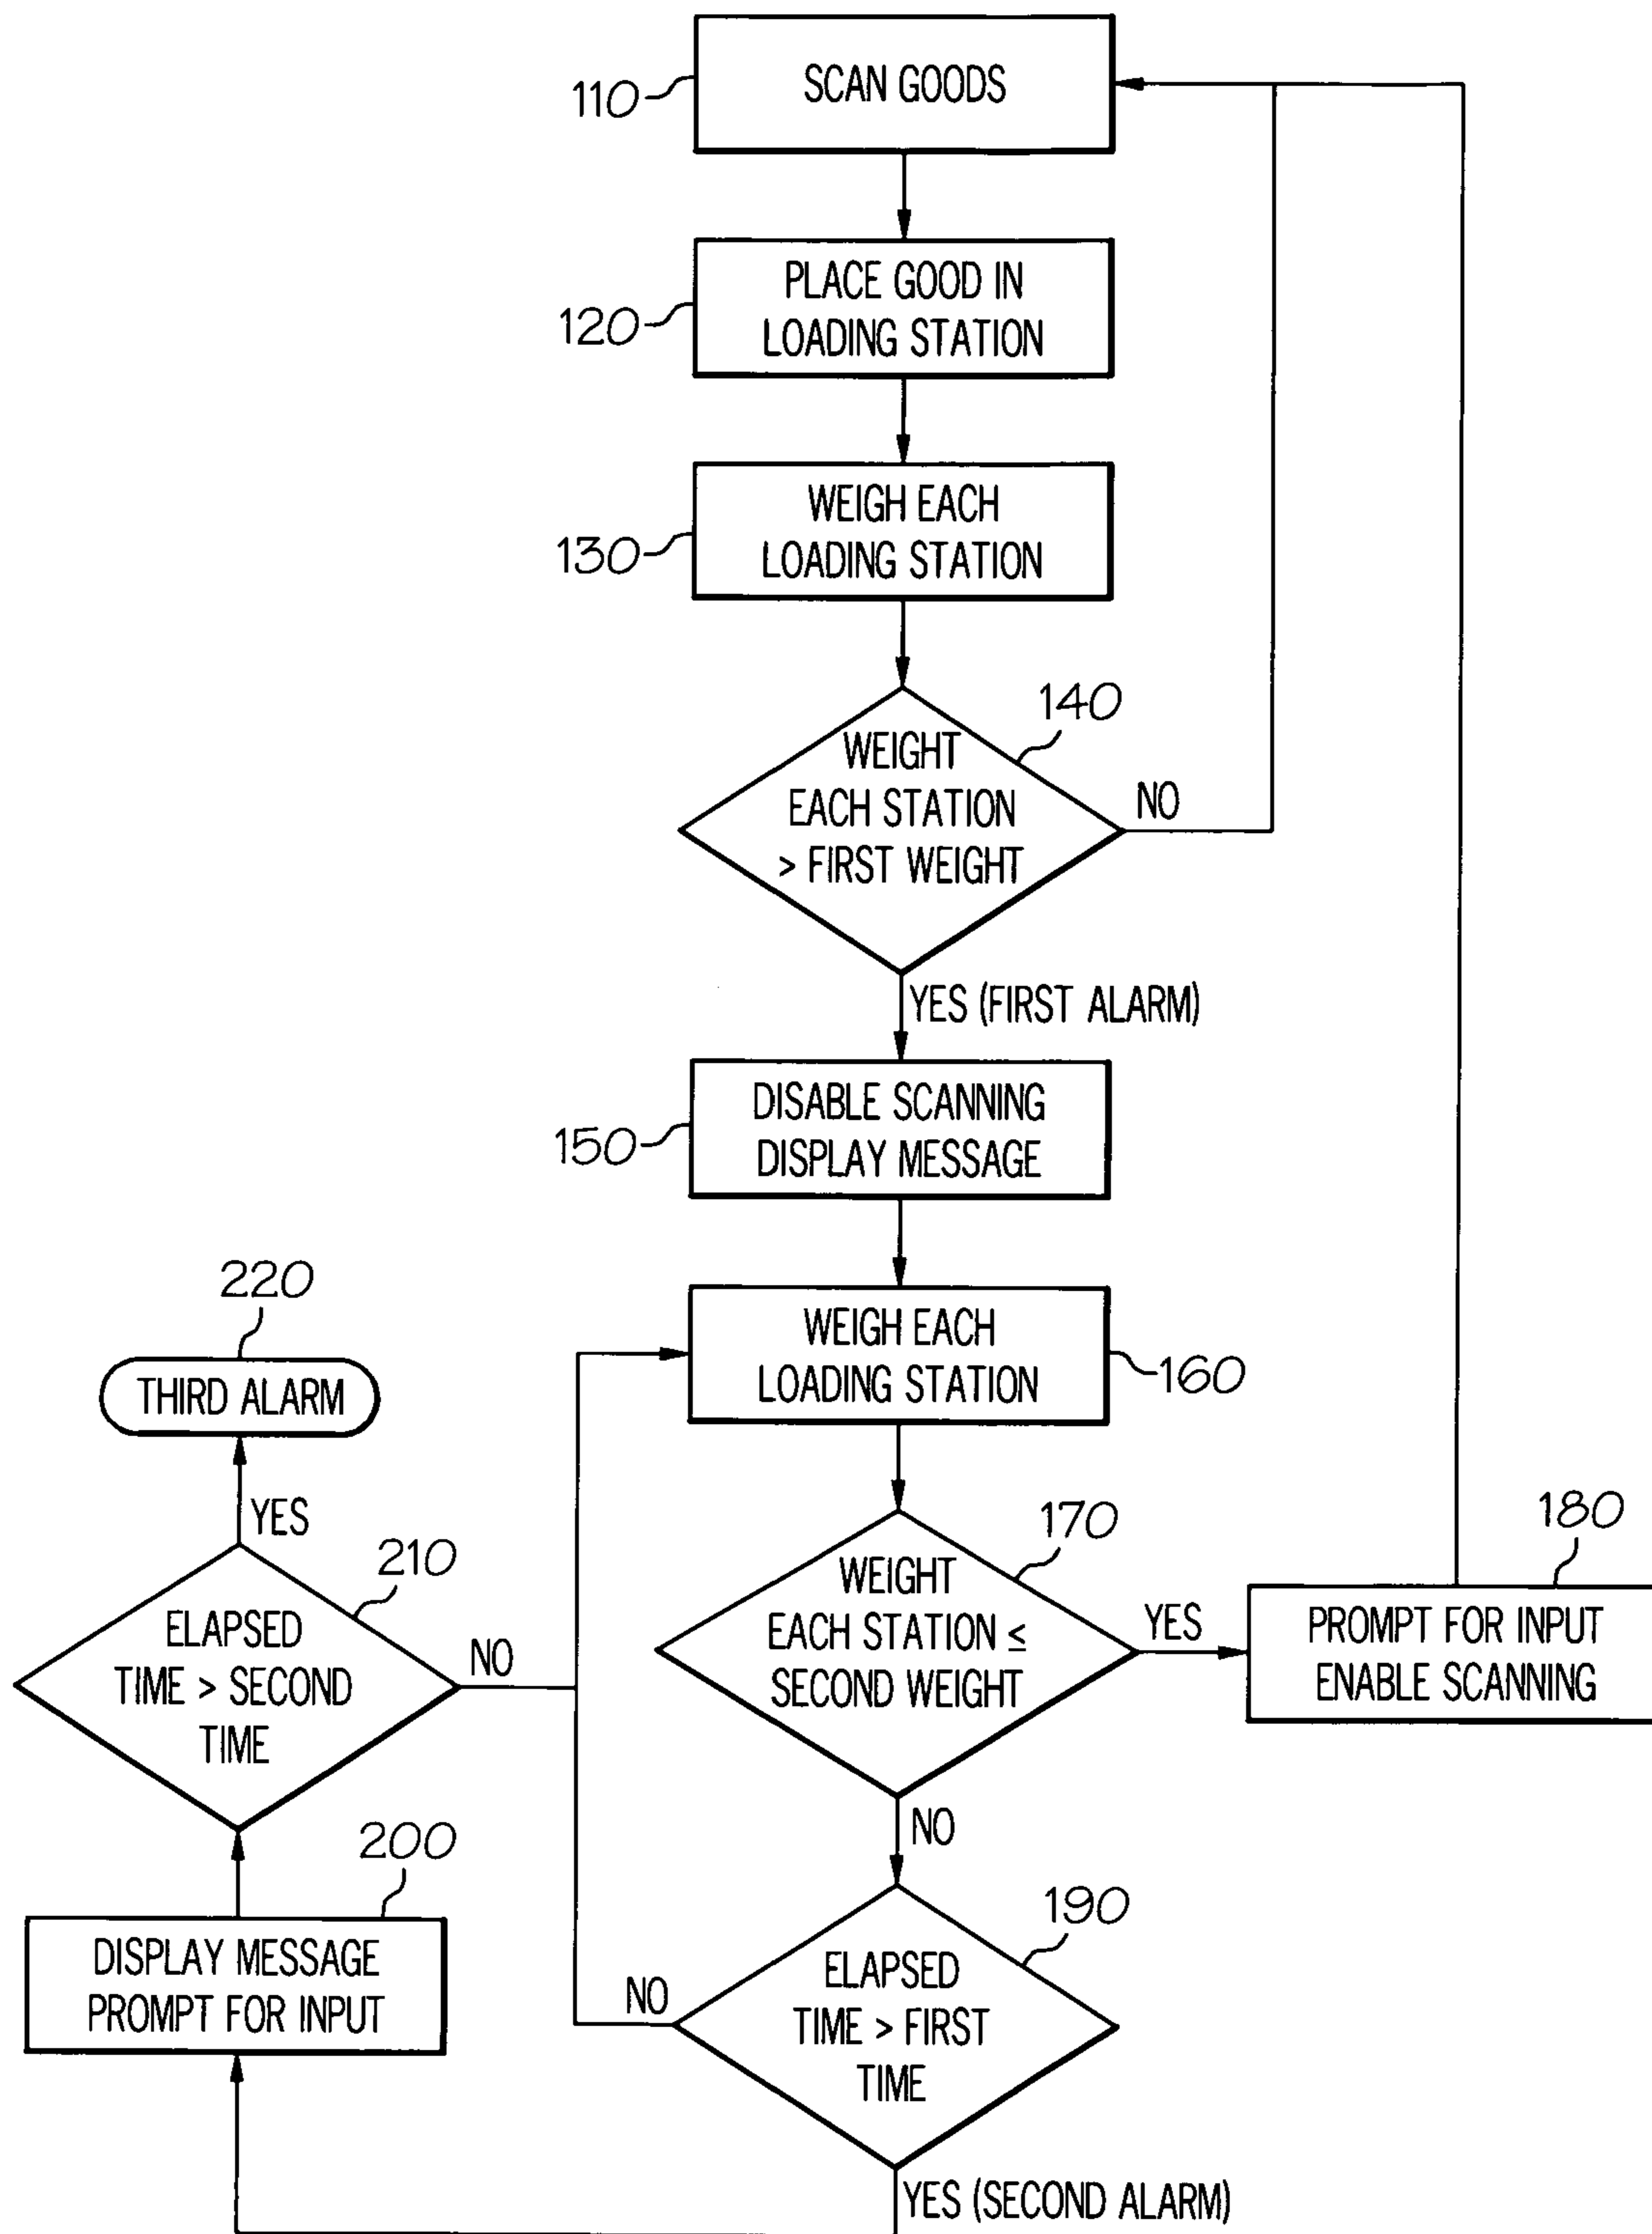 SCAN GOODS
110
PLACE GOOD IN
LOADING STATION
120
WEIGH EACH
LOADING STATION
130
140
WEIGHT
EACH STATION
> FIRST WEIGHT
NO
YES (FIRST ALARM)
DISABLE SCANNING
DISPLAY MESSAGE
150
WEIGH EACH
LOADING STATION
160
170
WEIGHT
EACH STATION ≤
SECOND WEIGHT
YES
180
PROMPT FOR INPUT
ENABLE SCANNING
NO
190
ELAPSED
TIME > FIRST
TIME
NO
YES (SECOND ALARM)
200
DISPLAY MESSAGE
PROMPT FOR INPUT
210
ELAPSED
TIME > SECOND
TIME
NO
YES
220
THIRD ALARM